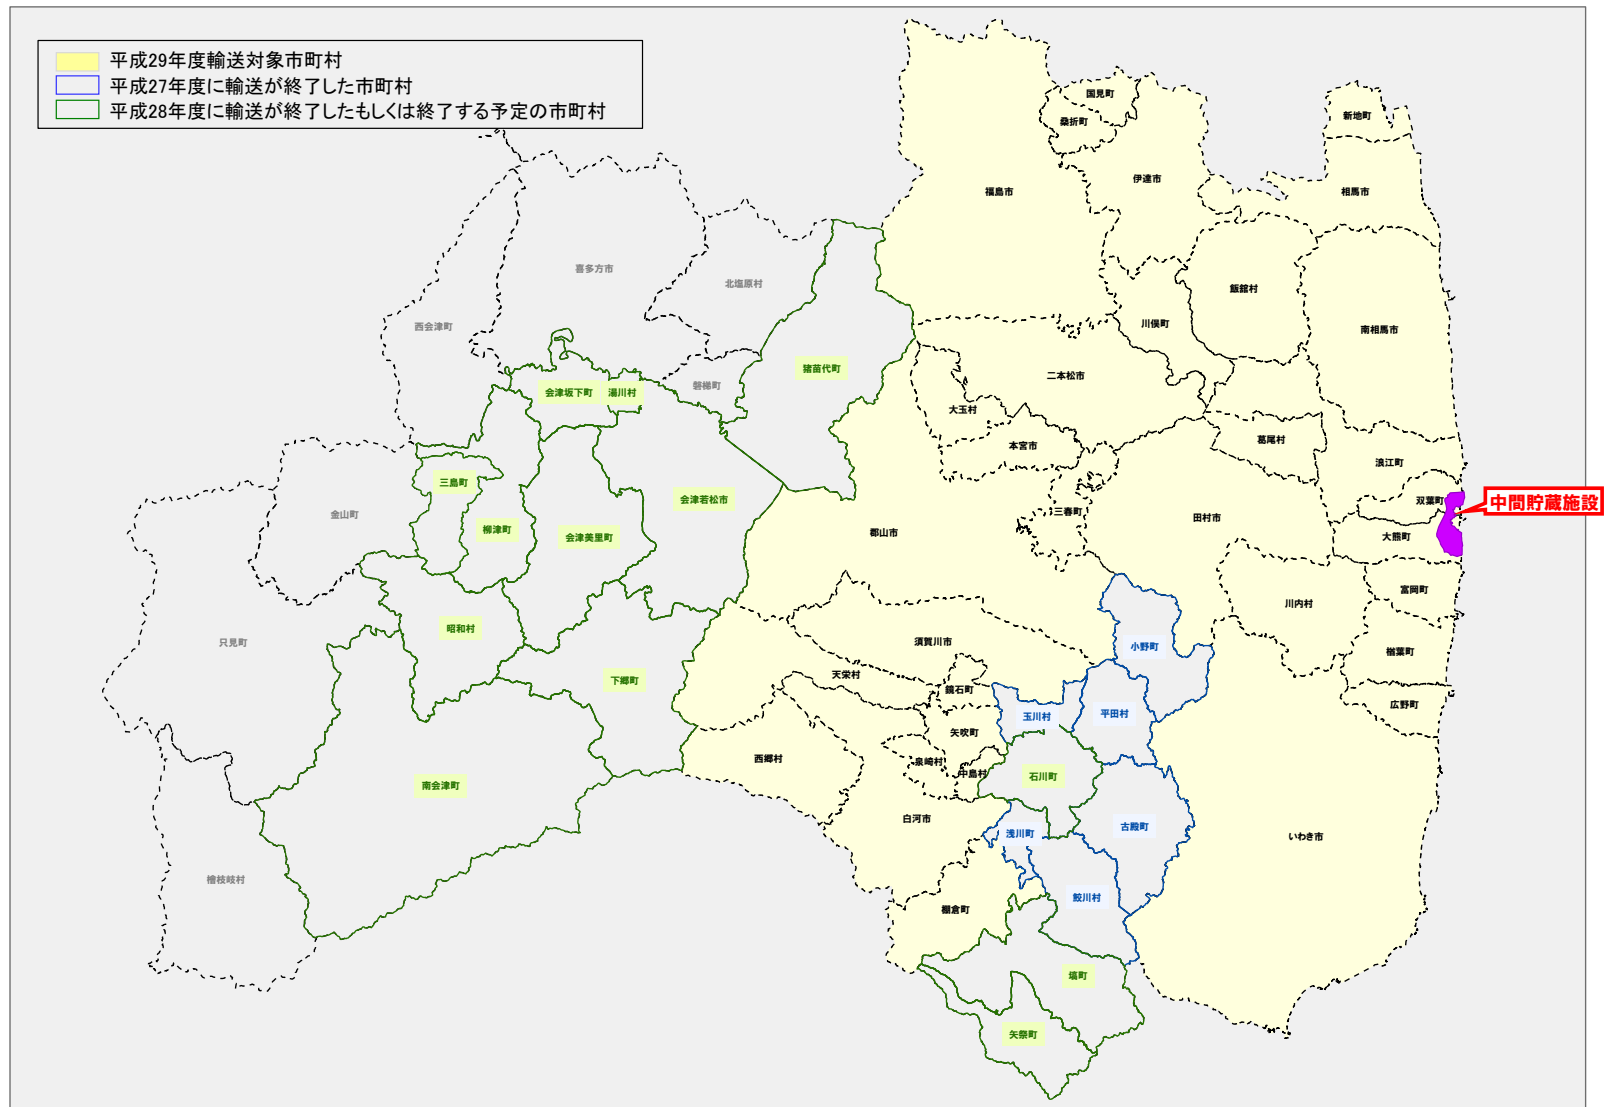 平成29年度輸送対象市町村
平成27年度に輸送が終了した市町村
平成28年度に輸送が終了したもしくは終了する予定の市町村
国見町
桑折町
新地町
伊達市
福島市
相馬市
喜多方市
北塩原村
飯舘村
西会津町
川俣町
南相馬市
猪苗代町
二本松市
磐梯町
会津坂下町
湯川村
大玉村
本宮市
葛尾村
浪江町
三島町
会津若松市
双葉町
中間貯蔵施設
金山町
柳津町
三春町
田村市
会津美里町
郡山市
大熊町
富岡町
川内村
昭和村
只見町
須賀川市
小野町
楢葉町
下郷町
天栄村
鏡石町
広野町
玉川村
平田村
矢吹町
西郷村
泉崎村
中島村
石川町
南会津町
白河市
浅川町
古殿町
いわき市
檜枝岐村
鮫川村
棚倉町
塙町
矢祭町